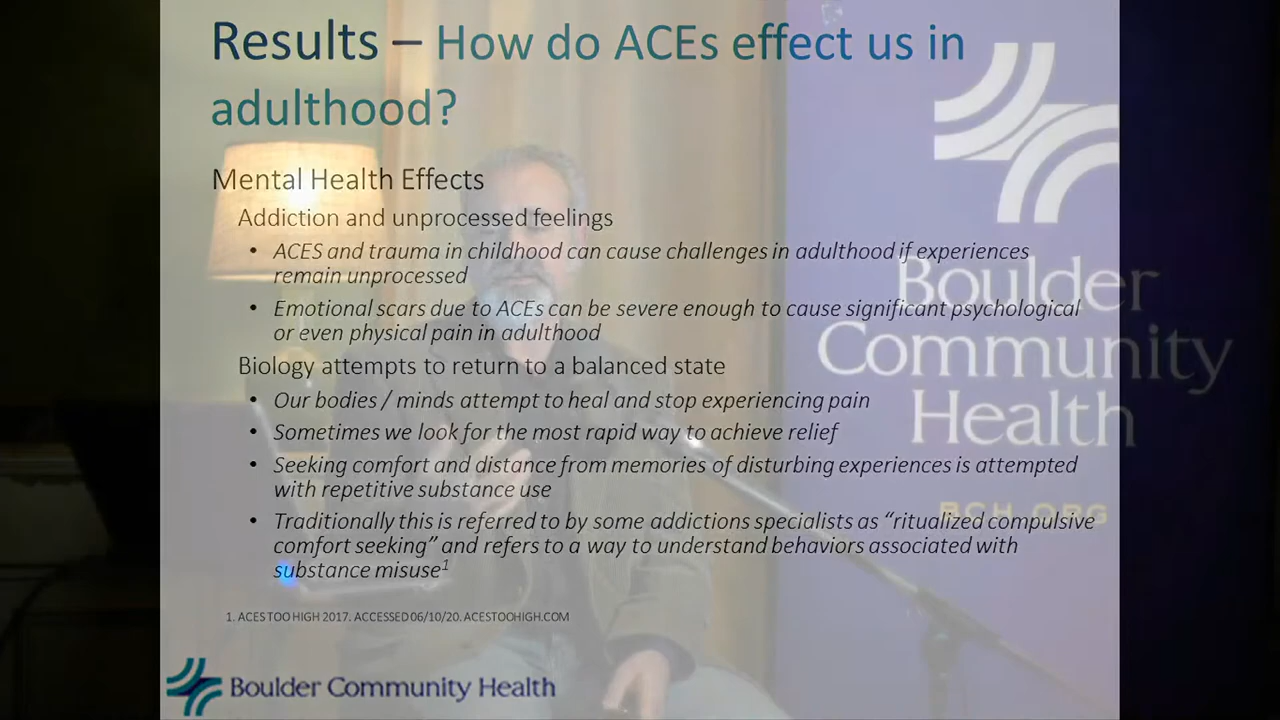 Results – How do ACEs effect us in
adulthood?
Mental Health Effects
Addiction and unprocessed feelings
• ACES and trauma in childhood can cause challenges in adulthood if experiences
remain unprocessed
• Emotional scars due to ACEs can be severe enough to cause significant psychological
or even physical pain in adulthood
Biology attempts to return to a balanced state
• Our bodies / minds attempt to heal and stop experiencing pain
• Sometimes we look for the most rapid way to achieve relief
• Seeking comfort and distance from memories of disturbing experiences is attempted
with repetitive substance use
• Traditionally this is referred to by some addictions specialists as “ritualized compulsive
comfort seeking” and refers to a way to understand behaviors associated with
substance misuse1
1. ACES TOO HIGH 2017. ACCESSED 06/10/20. ACESTOOHIGH.COM
Boulder Community Health
Boulder
Community
Health
BCH.ORG